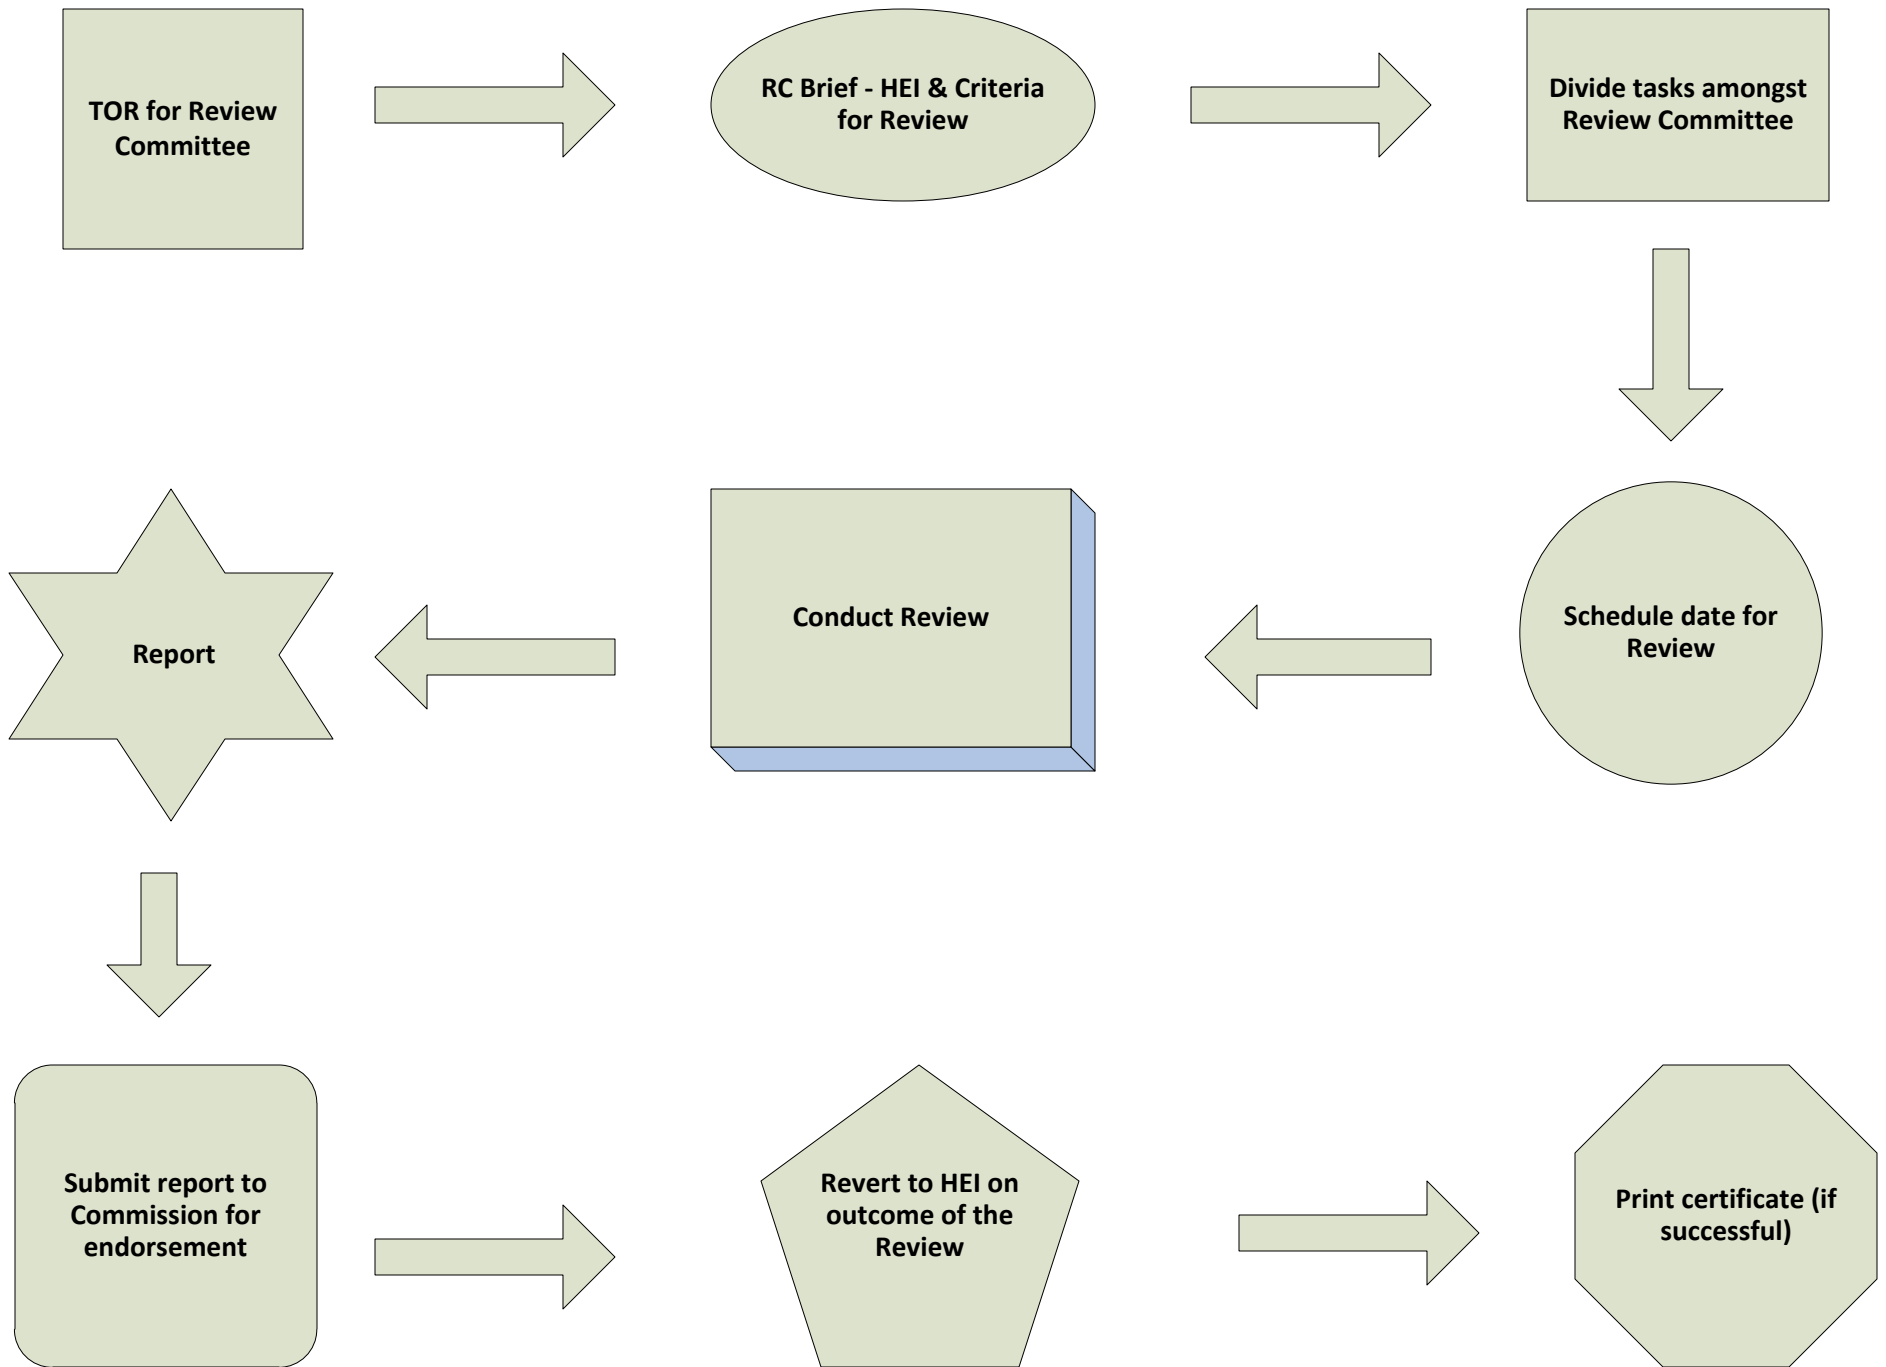 TOR for Review
Committee
RC Brief - HEI & Criteria
for Review
Divide tasks amongst
Review Committee
Schedule date for
Review
Conduct Review
Report
Submit report to
Commission for
endorsement
Revert to HEI on
outcome of the
Review
Print certificate (if
successful)